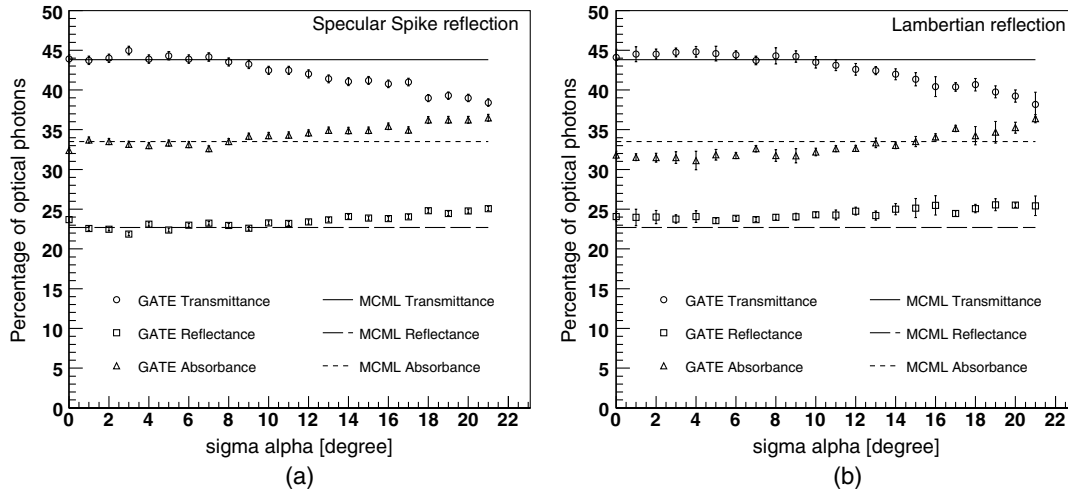 Specular Spike reflection
Percentage of optical photons
50
45
40
35
30
25
20
15
10
5
0
GATE Transmittance
MCML Transmittance
GATE Reflectance
MCML Reflectance
GATE Absorbance
MCML Absorbance
0 2 4 6 8 10 12 14 16 18 20 22
sigma alpha [degree]
(a)
Lambertian reflection
Percentage of optical photons
50
45
40
35
30
25
20
15
10
5
0
GATE Transmittance
MCML Transmittance
GATE Reflectance
MCML Reflectance
GATE Absorbance
MCML Absorbance
0 2 4 6 8 10 12 14 16 18 20 22
sigma alpha [degree]
(b)